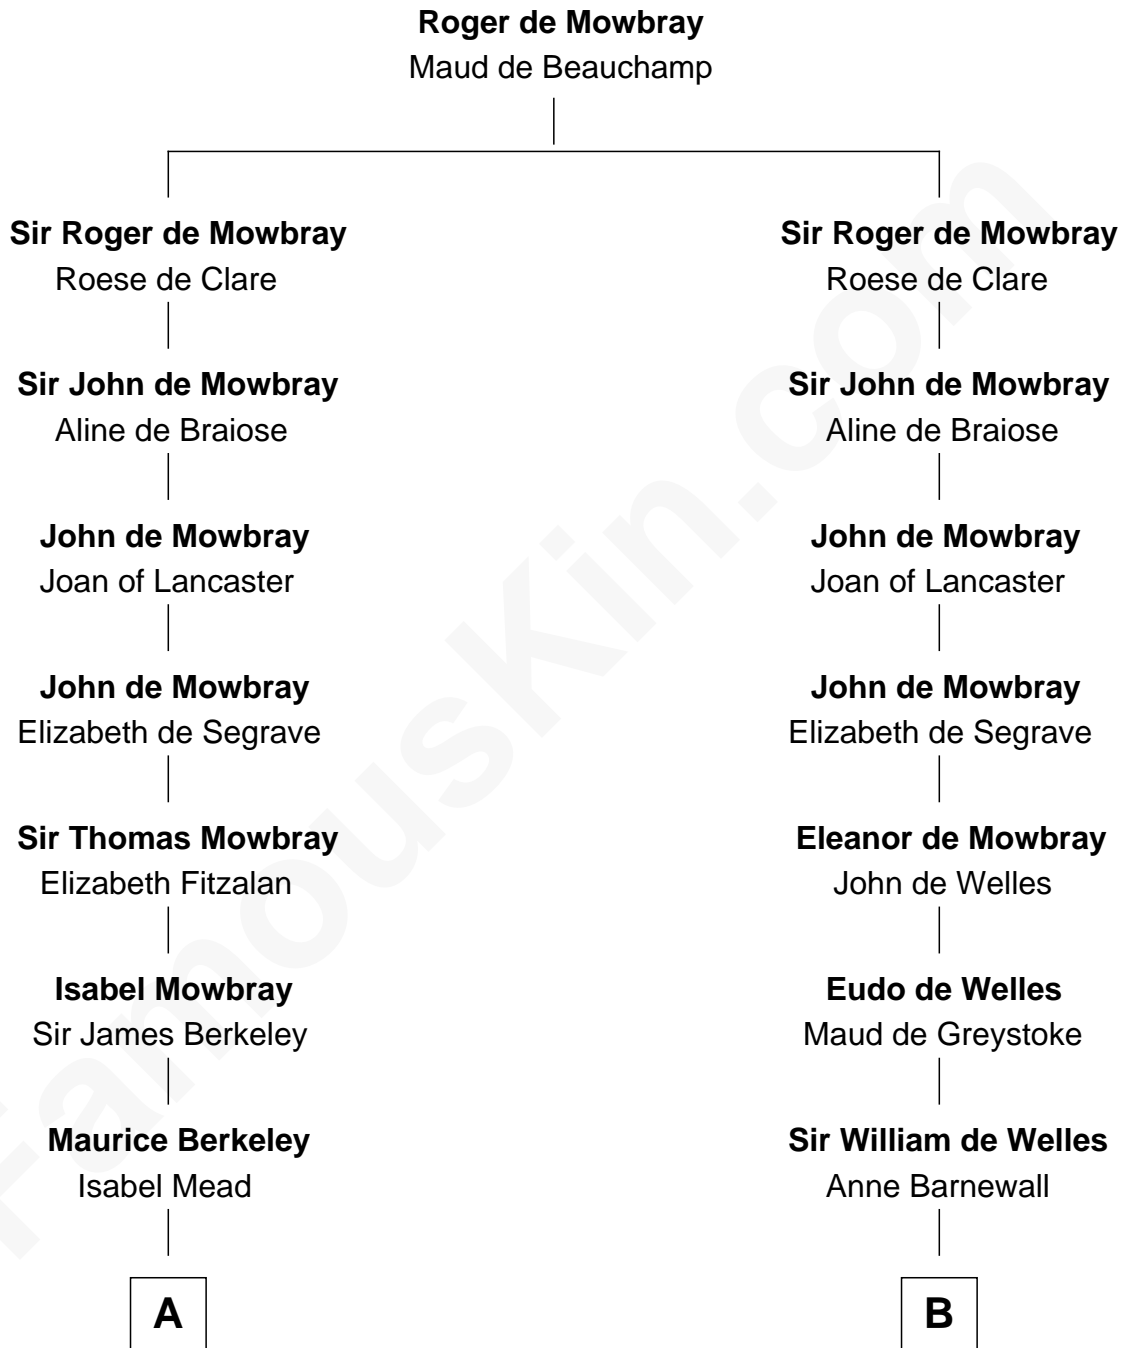 Roger de Mowbray
Maud de Beauchamp
Sir Roger de Mowbray
Roese de Clare
Sir John de Mowbray
Aline de Braiose
John de Mowbray
Joan of Lancaster
John de Mowbray
Elizabeth de Segrave
Sir Thomas Mowbray
Elizabeth Fitzalan
Isabel Mowbray
Sir James Berkeley
Maurice Berkeley
Isabel Mead
A
Sir Roger de Mowbray
Roese de Clare
Sir John de Mowbray
Aline de Braiose
John de Mowbray
Joan of Lancaster
John de Mowbray
Elizabeth de Segrave
Eleanor de Mowbray
John de Welles
Eudo de Welles
Maud de Greystoke
Sir William de Welles
Anne Barnewall
B
FamousKin.com